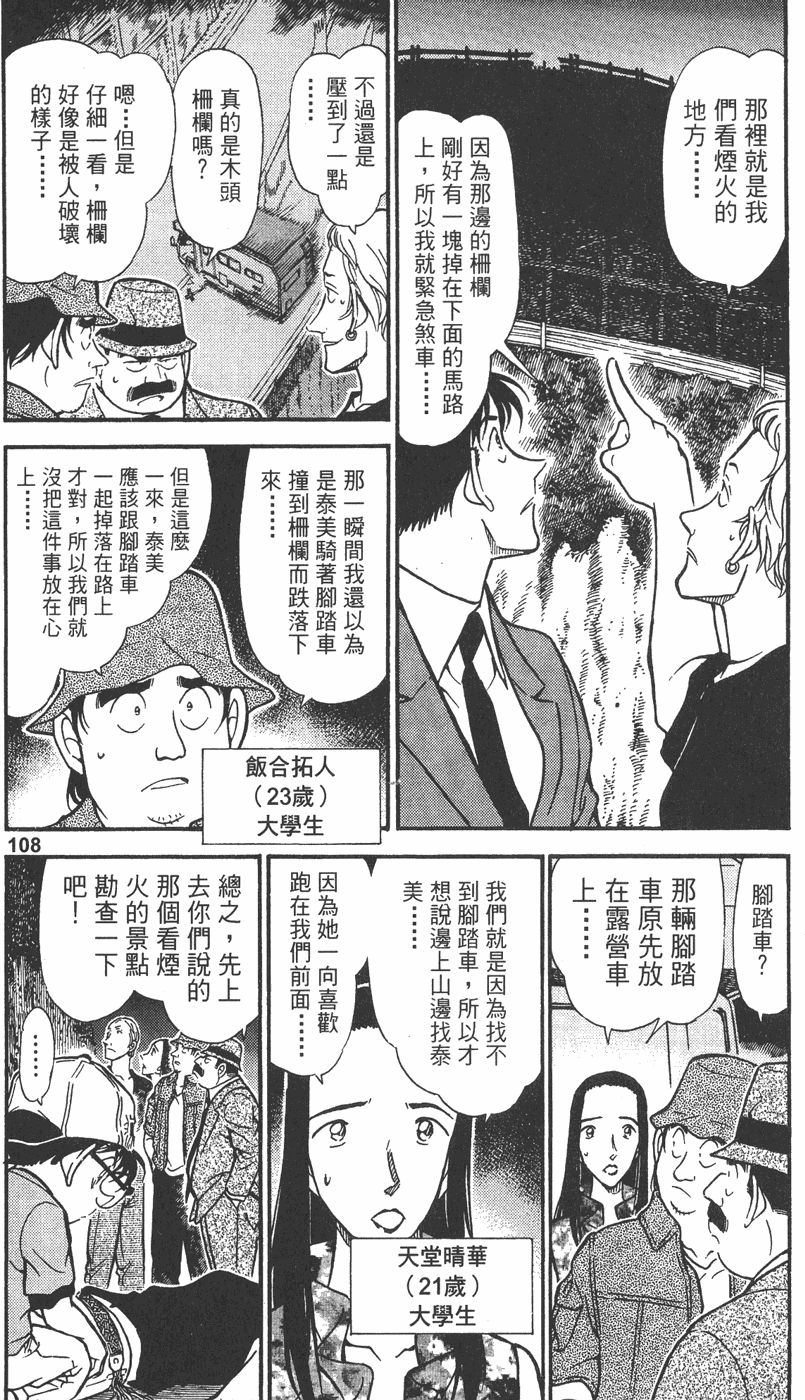 那裡就是我
們看煙火的
地方……
因為那邊的柵欄
剛好有一塊掉在下面的馬路
上，所以我就緊急煞車……
不過還是
壓到了一點
……
真的是木頭
柵欄嗎？
嗯…但是
仔細一看，柵欄
好像是被人破壞
的樣子……
那一瞬間我還以為
是泰美騎著腳踏車
撞到柵欄而跌落下
來……
但是這麼
一來，泰美
應該跟腳踏車
一起掉落在路上
才對，所以我們就
沒把這件事放在心
上……
飯合拓人
（23歲）
大學生
108
腳踏車？
那輛腳踏
車原先放
在露營車
上……
我們就是因為找不
到腳踏車，所以才
想說邊上山邊找泰
美…
因為她一向喜歡
跑在我們前面……
天堂晴華
（21歲）
大學生
總之，先上
去你們說的
那個看煙
火的景點
勘查一下
吧！
……